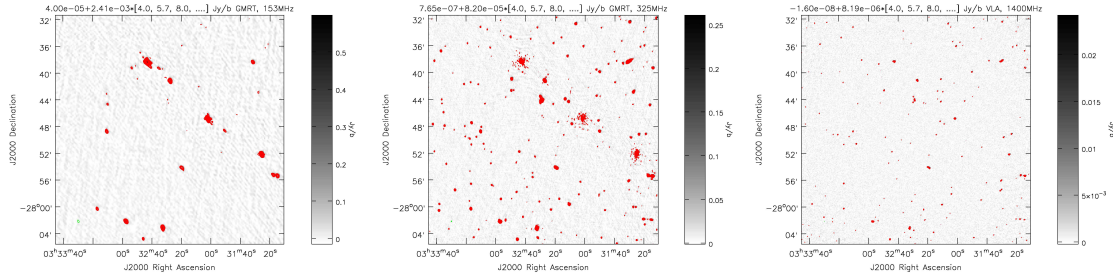 4.00e−05+2.41e−03*[4.0, 5.7, 8.0, ....] Jy/b GMRT, 153MHz
32'
36'
40'
44'
48'
52'
56'
−28°00'
04'
J2000 Declination
03ʰ33ᵐ40ˢ 20ˢ 00ˢ 32ᵐ40ˢ 20ˢ 00ˢ
J2000 Right Ascension
0.5
0.4
0.3
0.2
0.1
0
Jy/b
7.65e−07+8.20e−05*[4.0, 5.7, 8.0, ....] Jy/b GMRT, 325MHz
32'
36'
40'
44'
48'
52'
56'
−28°00'
04'
J2000 Declination
03ʰ33ᵐ40ˢ 20ˢ 00ˢ 32ᵐ40ˢ 20ˢ 00ˢ
J2000 Right Ascension
0.25
0.20
0.15
0.10
0.05
0
Jy/b
−1.60e−08+8.19e−06*[4.0, 5.7, 8.0, ....] Jy/b VLA, 1400MHz
32'
36'
40'
44'
48'
52'
56'
−28°00'
04'
J2000 Declination
03ʰ33ᵐ40ˢ 20ˢ 00ˢ 32ᵐ40ˢ 20ˢ 00ˢ
J2000 Right Ascension
0.02
0.01
5×10⁻³
0
Jy/b